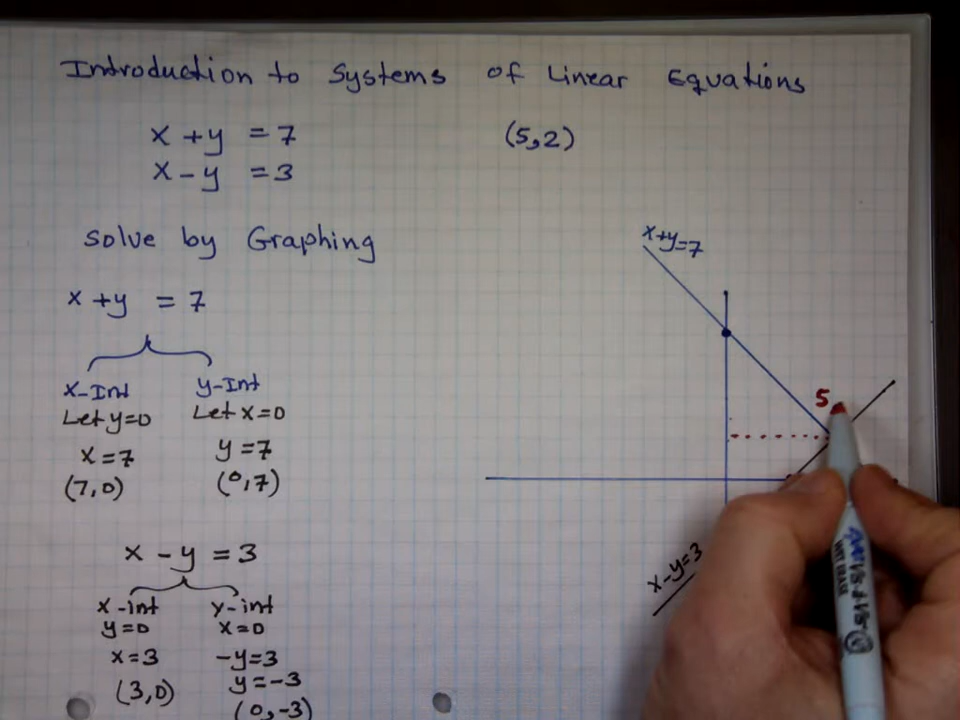 Introduction to Systems of Linear Equations
x + y = 7
(5,2)
x - y = 3
solve by Graphing
x+y=7
x + y = 7
x-Int y-Int
Let y=0 Let x=0
5
x=7 y=7
(7,0) (0,7)
x - y = 3
x-y=3
x-int y-int
y=0 x=0
x=3 -y=3
y=-3
(3,0) (0,-3)